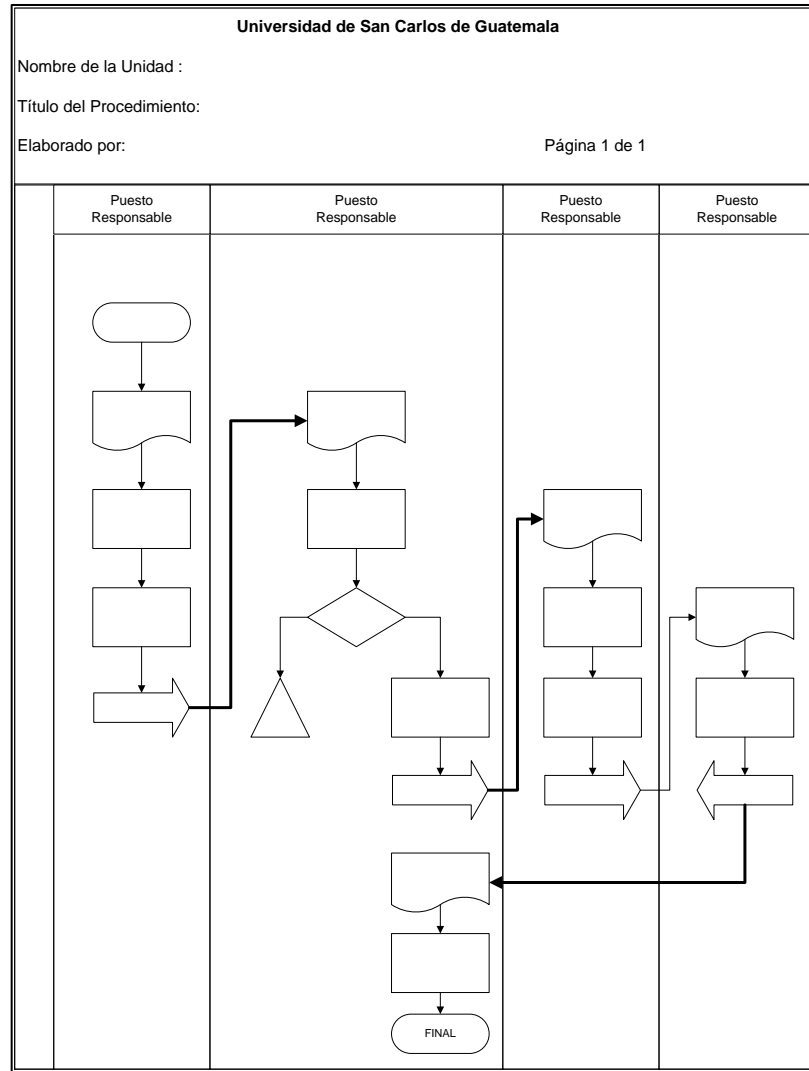 Universidad de San Carlos de Guatemala
Nombre de la Unidad :
Título del Procedimiento:
Elaborado por:
Página 1 de 1
Puesto
Responsable
Puesto
Responsable
Puesto
Responsable
Puesto
Responsable
FINAL